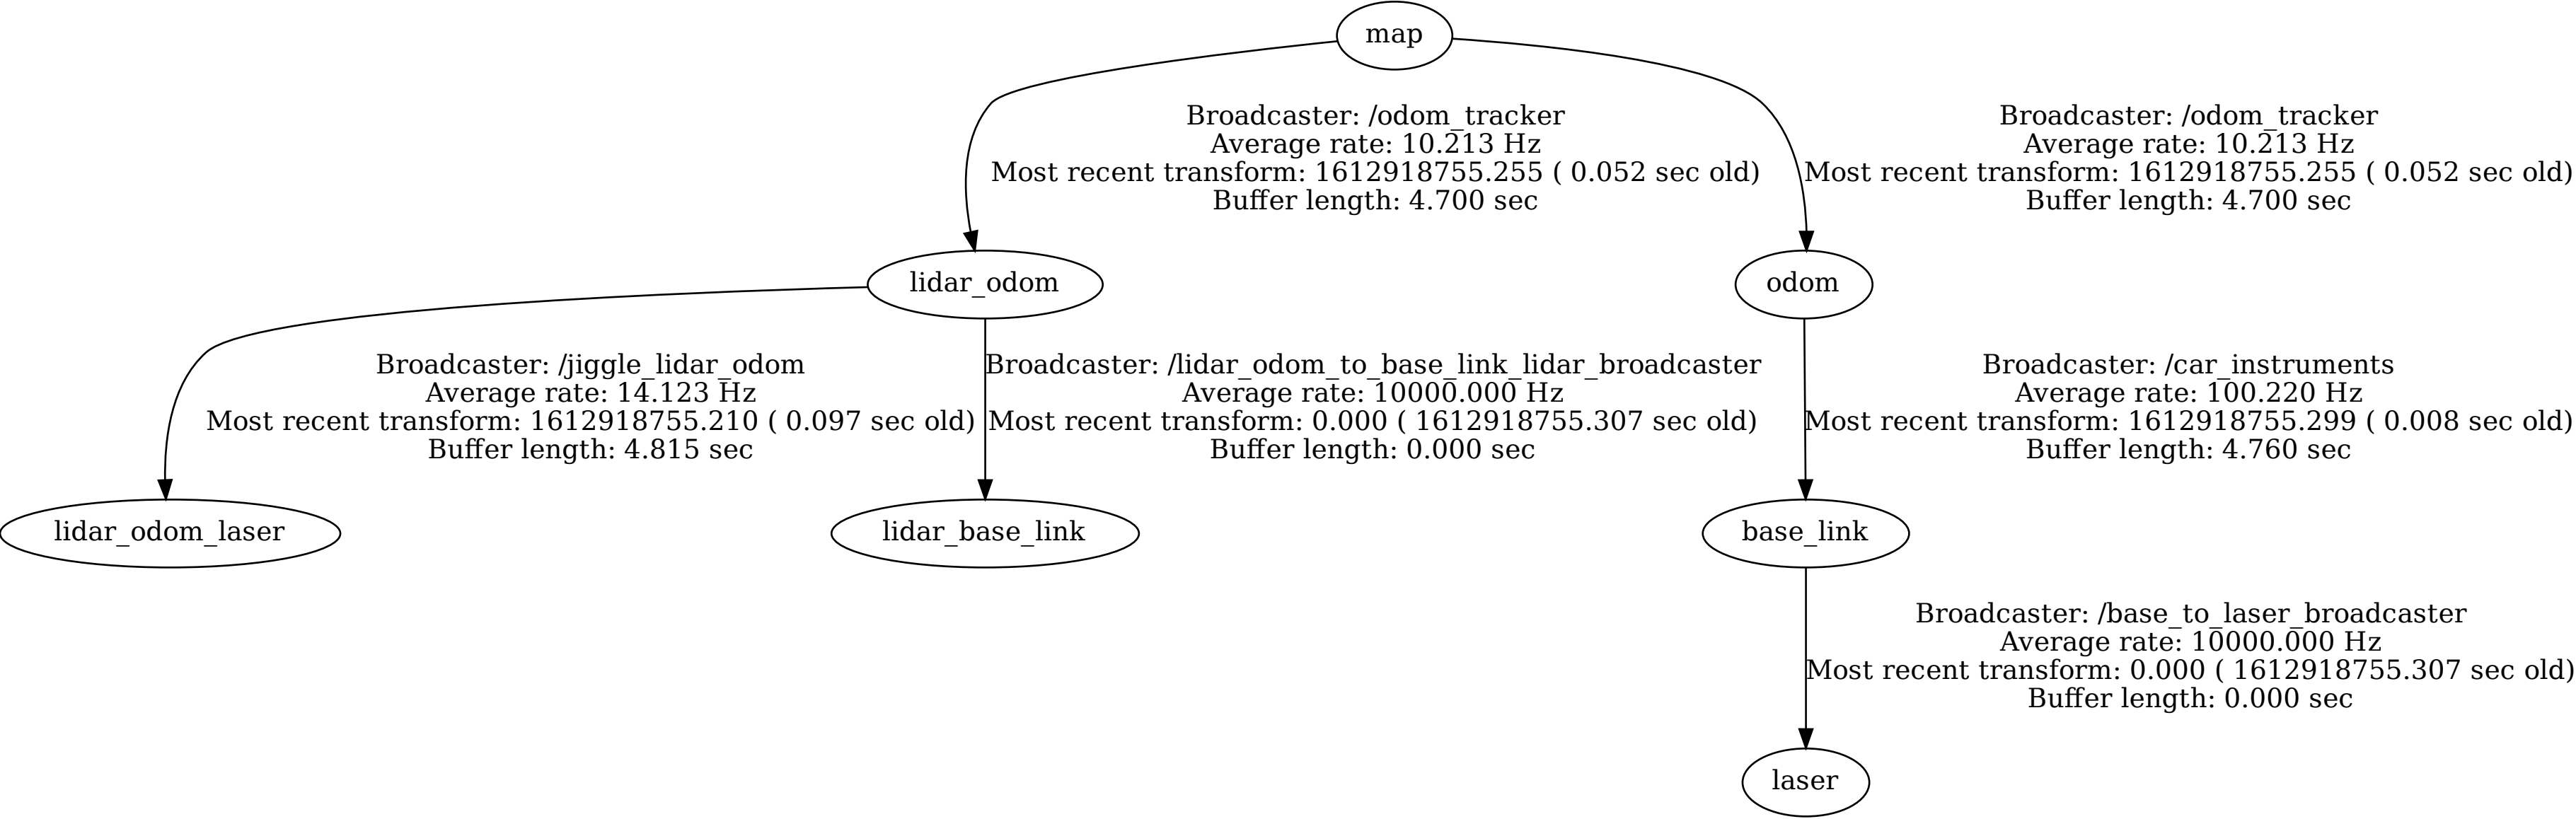 map
Broadcaster: /odom_tracker
Average rate: 10.213 Hz
Most recent transform: 1612918755.255 ( 0.052 sec old)
Buffer length: 4.700 sec
Broadcaster: /odom_tracker
Average rate: 10.213 Hz
Most recent transform: 1612918755.255 ( 0.052 sec old)
Buffer length: 4.700 sec
lidar_odom
odom
Broadcaster: /jiggle_lidar_odom
Average rate: 14.123 Hz
Most recent transform: 1612918755.210 ( 0.097 sec old)
Buffer length: 4.815 sec
Broadcaster: /lidar_odom_to_base_link_lidar_broadcaster
Average rate: 10000.000 Hz
Most recent transform: 0.000 ( 1612918755.307 sec old)
Buffer length: 0.000 sec
Broadcaster: /car_instruments
Average rate: 100.220 Hz
Most recent transform: 1612918755.299 ( 0.008 sec old)
Buffer length: 4.760 sec
lidar_odom_laser
lidar_base_link
base_link
Broadcaster: /base_to_laser_broadcaster
Average rate: 10000.000 Hz
Most recent transform: 0.000 ( 1612918755.307 sec old)
Buffer length: 0.000 sec
laser